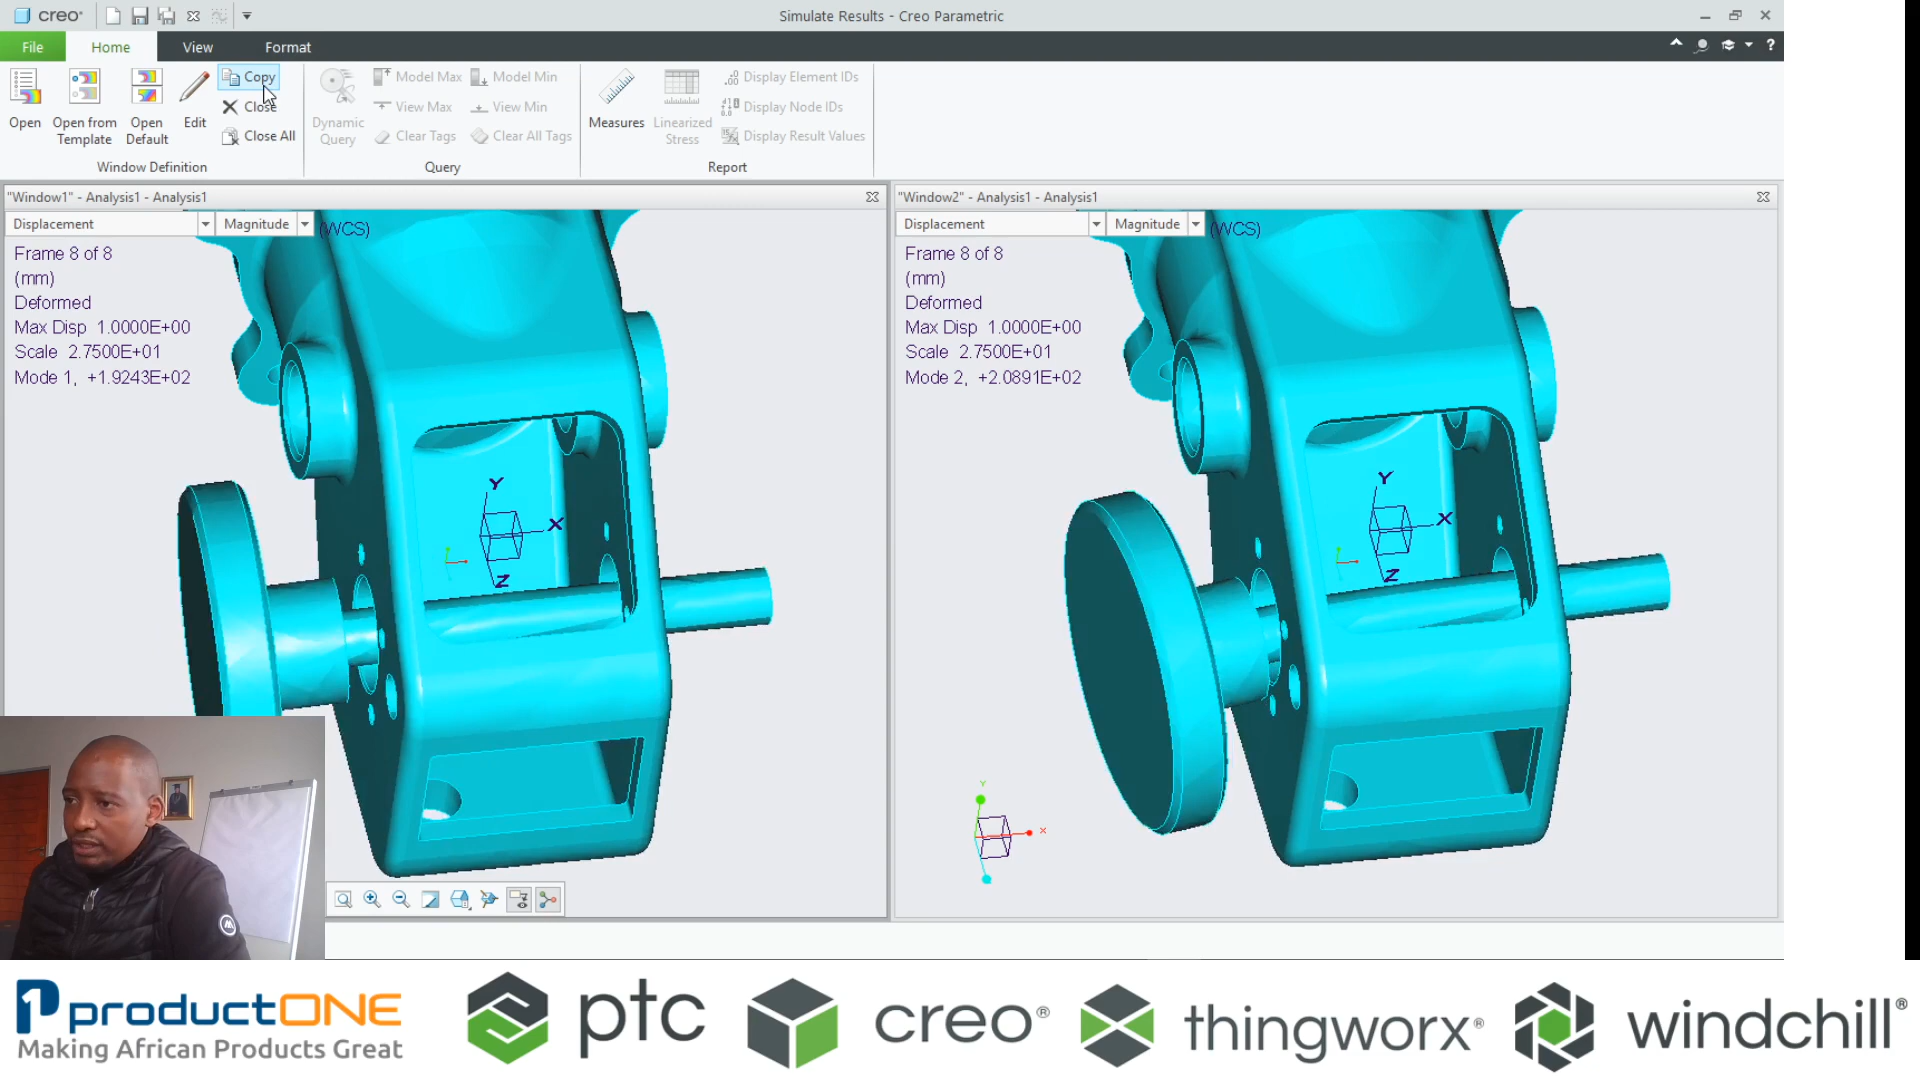 creo°
Simulate Results - Creo Parametric
File
Home
View
Format
Open
Open from
Template
Open
Default
Edit
Copy
Close
Close All
Window Definition
Dynamic
Query
Model Max
Model Min
View Max
View Min
Clear Tags
Clear All Tags
Query
Measures
Linearized
Stress
Display Element IDs
Display Node IDs
Display Result Values
Report
"Window1" - Analysis1 - Analysis1
Displacement
Magnitude
(WCS)
Frame 8 of 8
(mm)
Deformed
Max Disp 1.0000E+00
Scale 2.7500E+01
Mode 1, +1.9243E+02
Y
X
Z
"Window2" - Analysis1 - Analysis1
Displacement
Magnitude
(WCS)
Frame 8 of 8
(mm)
Deformed
Max Disp 1.0000E+00
Scale 2.7500E+01
Mode 2, +2.0891E+02
Y
X
Z
Y
X
productONE
Making African Products Great
ptc
creo®
thingworx®
windchill®